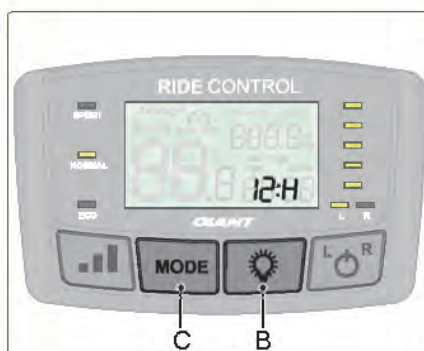 RIDE CONTROL
SPORT
NORMAL
12:H
ECO
L R
GIANT
MODE
L R
C B